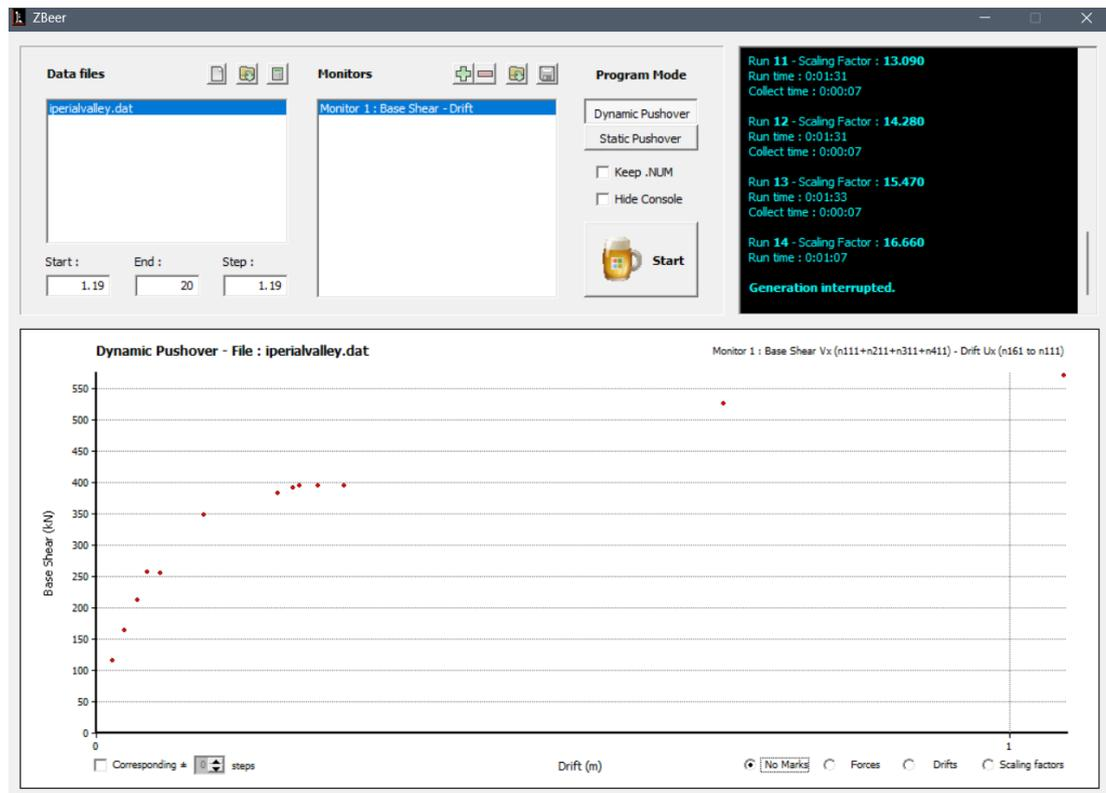 ZBeer
Data files
iperialvalley.dat
Start :
End :
Step :
1.19
20
1.19
Monitors
Monitor 1 : Base Shear - Drift
Program Mode
Dynamic Pushover
Static Pushover
Keep .NUM
Hide Console
Start
Run 11 - Scaling Factor : 13.090
Run time : 0:01:31
Collect time : 0:00:07
Run 12 - Scaling Factor : 14.280
Run time : 0:01:31
Collect time : 0:00:07
Run 13 - Scaling Factor : 15.470
Run time : 0:01:33
Collect time : 0:00:07
Run 14 - Scaling Factor : 16.660
Run time : 0:01:07
Generation interrupted.
Dynamic Pushover - File : iperialvalley.dat
Monitor 1 : Base Shear Vx (n111+n211+n311+n411) - Drift Ux (n161 to n111)
Base Shear (kN)
550
500
450
400
350
300
250
200
150
100
50
0
0
1
Corresponding ± 0 steps
Drift (m)
No Marks
Forces
Drifts
Scaling factors